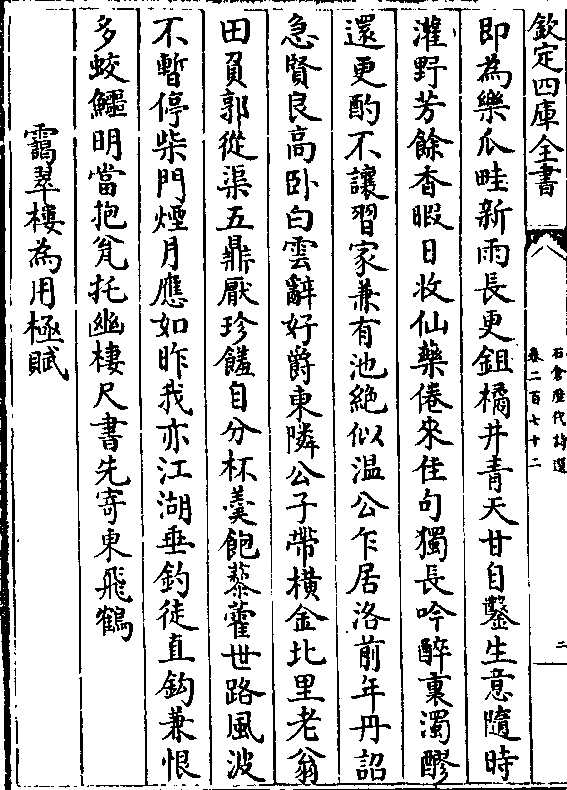 欽定四庫全書
石倉歷代詩選
卷二百七十二
二
即為樂瓜畦新雨長更鉏橘井青天甘自鑿生意隨時
灌野芳餘香暇日收仙藥倦來佳句獨長吟醉裏濁醪
還更酌不讓習家兼有池絶似温公乍居洛前年丹詔
急賢良高卧白雲辭好爵東隣公子帶横金北里老翁
田負郭從渠五鼎厭珍饈自分杯羮飽藜藿世路風波
不暫停柴門煙月應如昨我亦江湖垂釣徒直鈎兼恨
多蛟鱷明當抱瓮托幽棲尺書先寄東飛鶴
靄翠樓為用極賦